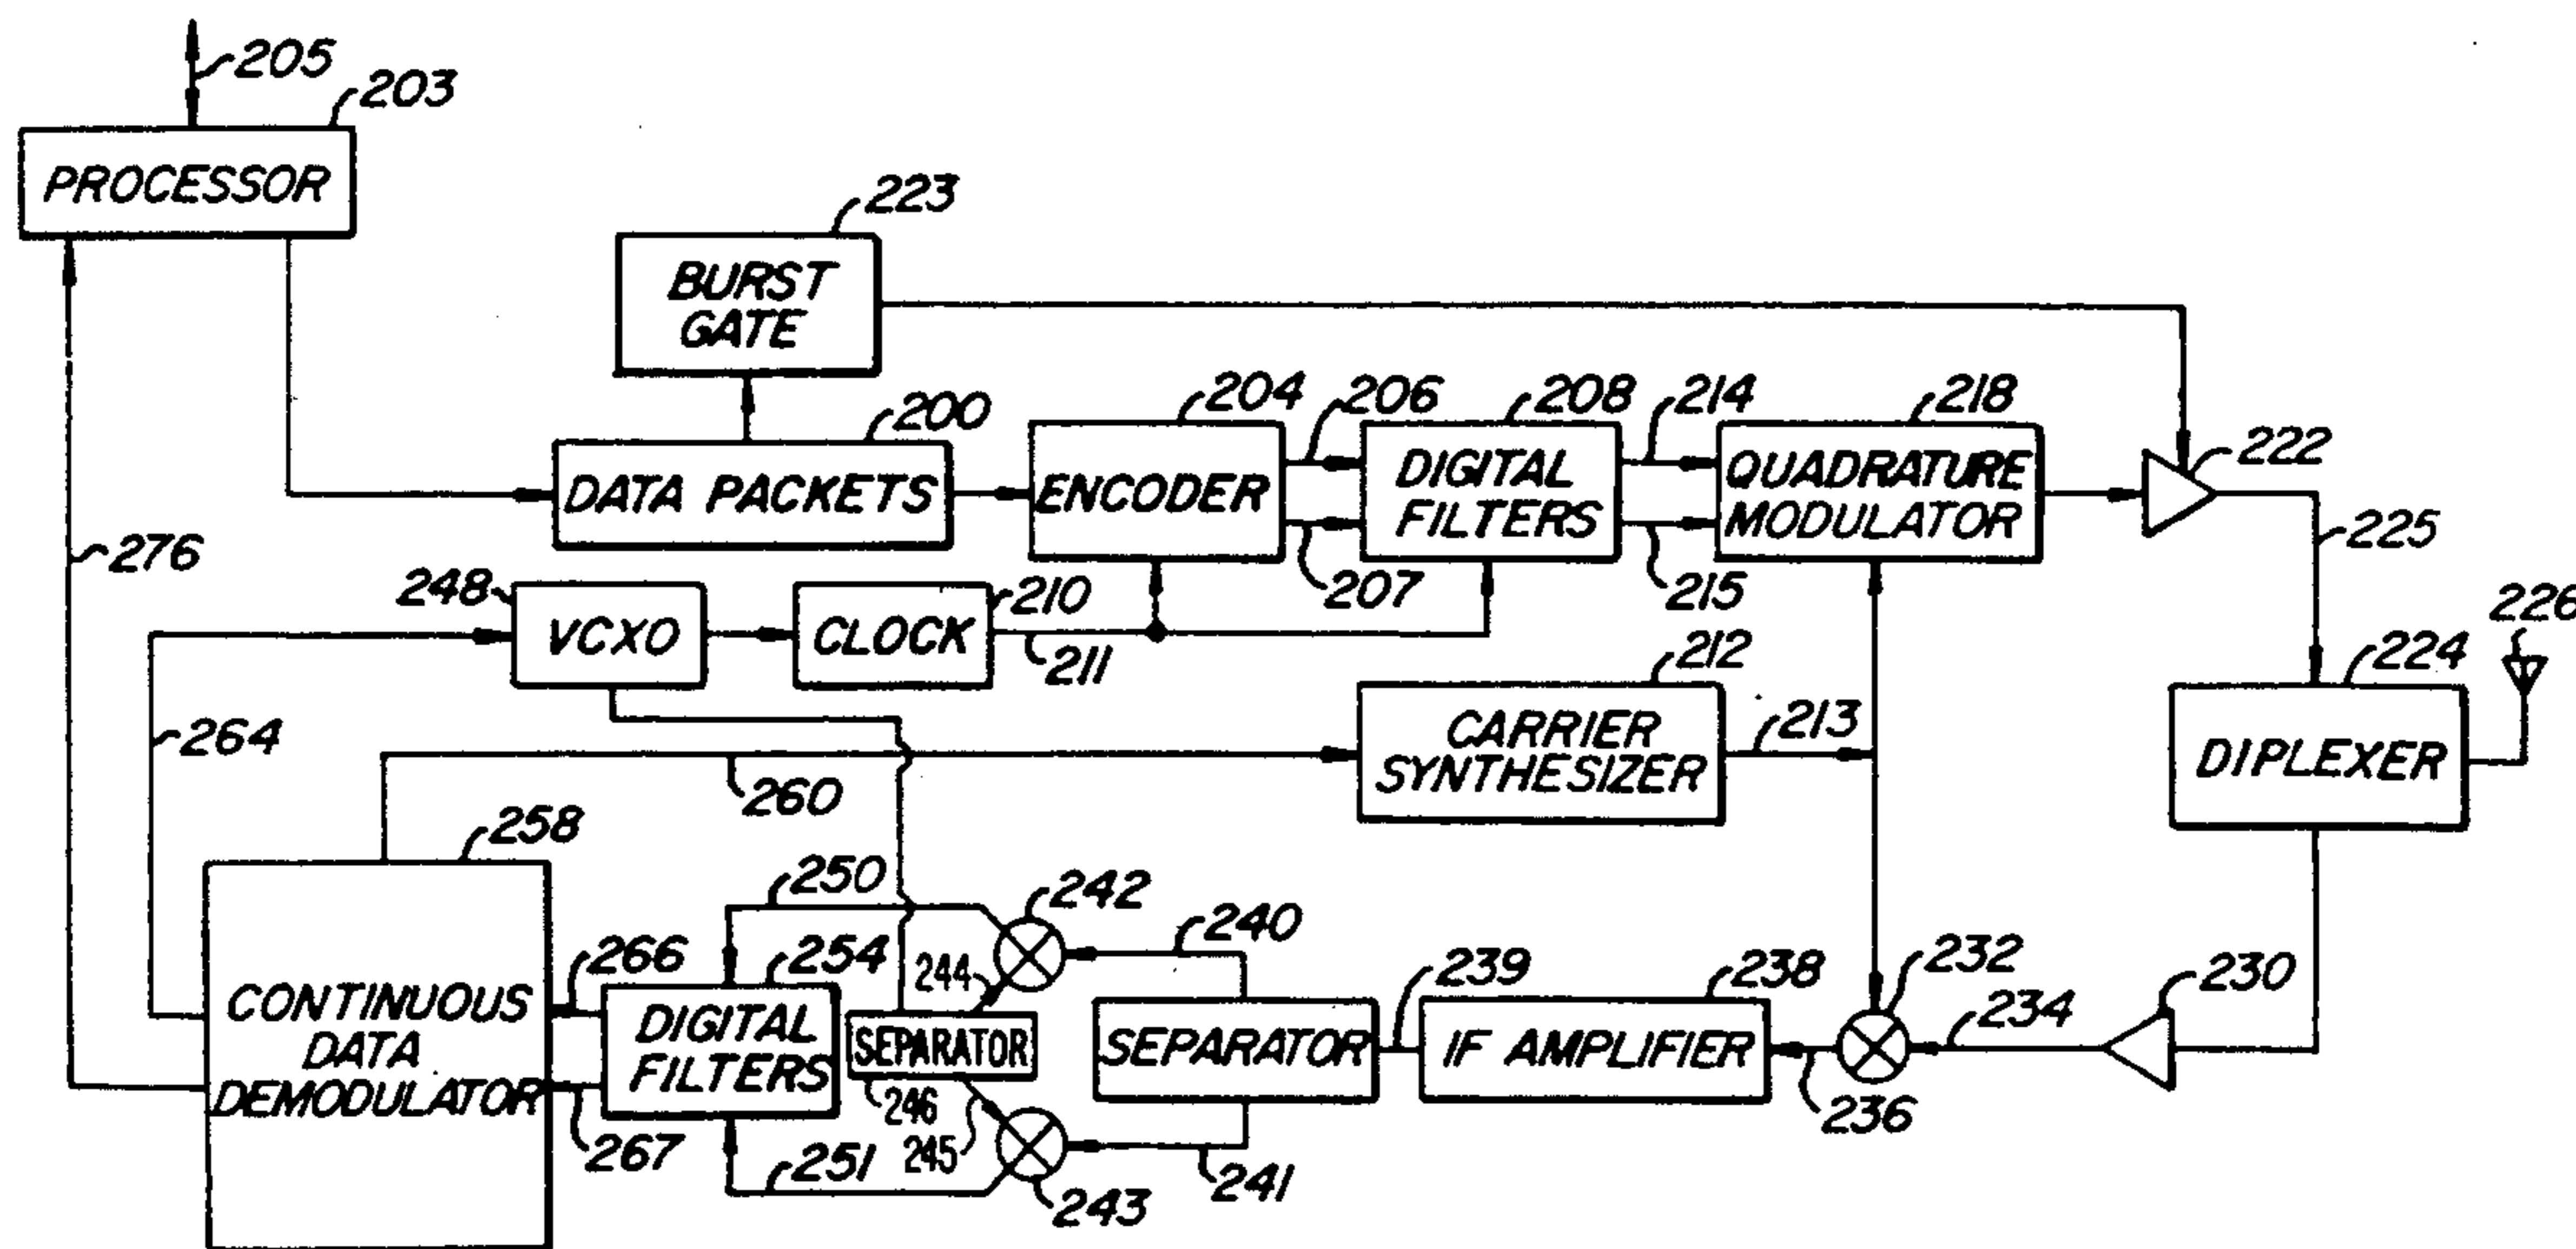 205
203
PROCESSOR
223
BURST
GATE
200
DATA PACKETS
204
ENCODER
206
207
208
DIGITAL
FILTERS
214
215
218
QUADRATURE
MODULATOR
222
225
276
248
VCXO
210
CLOCK
211
226
224
DIPLEXER
212
CARRIER
SYNTHESIZER
213
264
260
258
CONTINUOUS
DATA
DEMODULATOR
266
267
250
254
DIGITAL
FILTERS
251
242
244
SEPARATOR
246
245
243
240
SEPARATOR
241
239
238
IF AMPLIFIER
232
236
234
230